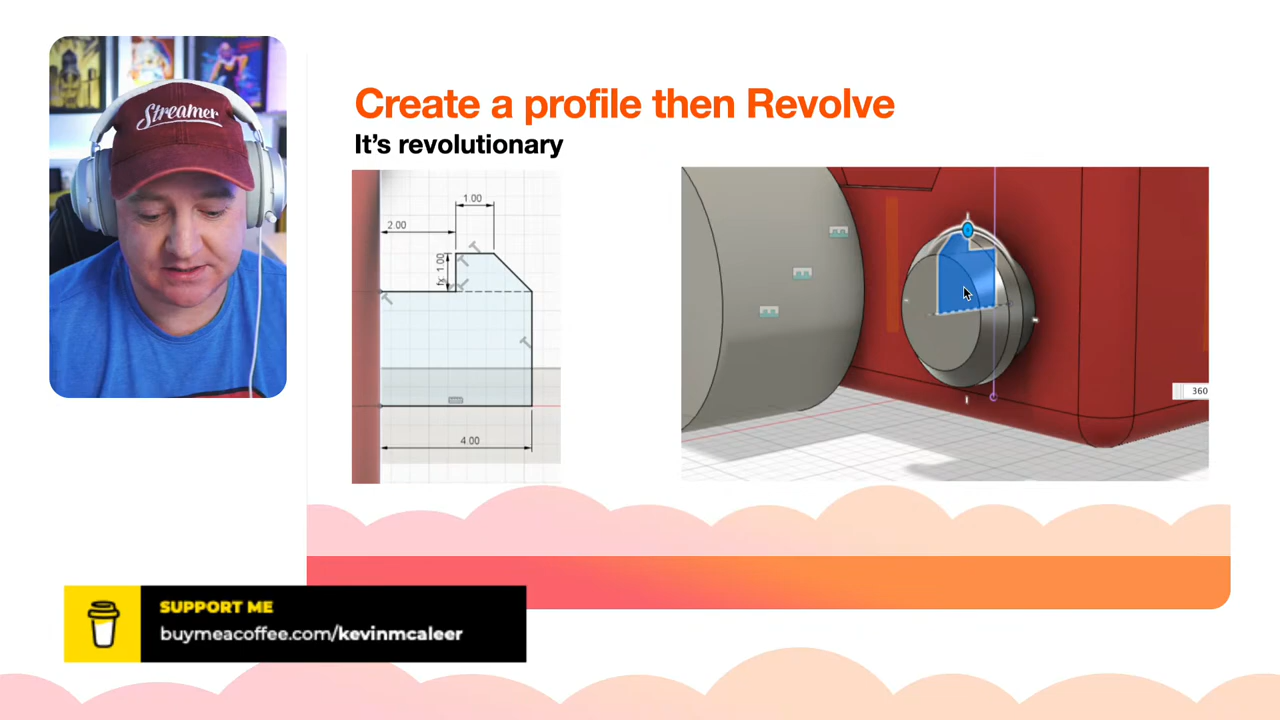 Streamer
Create a profile then Revolve
It's revolutionary
1.00
2.00
fx: 1.00
4.00
360
SUPPORT ME
buymeacoffee.com/kevinmcaleer